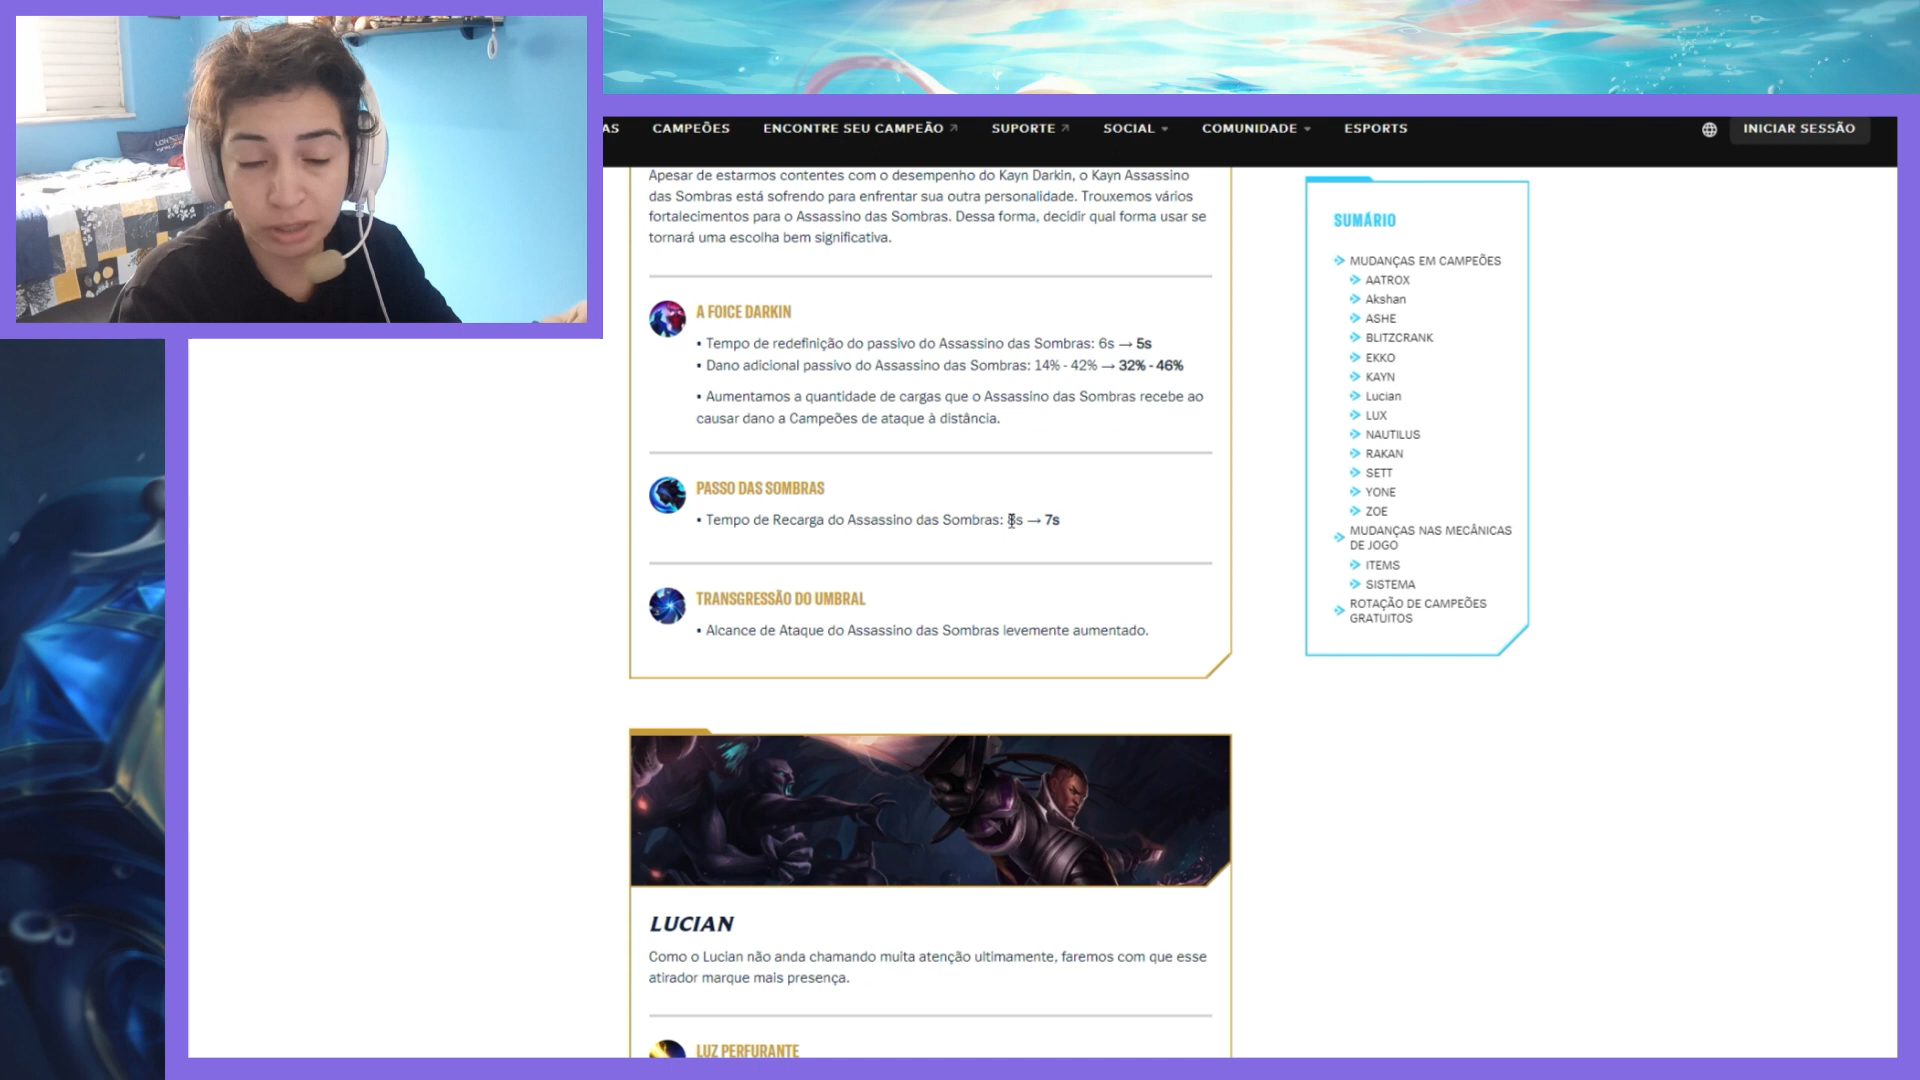 AS CAMPEÕES ENCONTRE SEU CAMPEÃO SUPORTE SOCIAL COMUNIDADE ESPORTS INICIAR SESSÃO
Apesar de estarmos contentes com o desempenho do Kayn Darkin, o Kayn Assassino
das Sombras está sofrendo para enfrentar sua outra personalidade. Trouxemos vários
fortalecimentos para o Assassino das Sombras. Dessa forma, decidir qual forma usar se
tornará uma escolha bem significativa.
A FOICE DARKIN
• Tempo de redefinição do passivo do Assassino das Sombras: 6s → 5s
• Dano adicional passivo do Assassino das Sombras: 14% - 42% → 32% - 46%
• Aumentamos a quantidade de cargas que o Assassino das Sombras recebe ao
causar dano a Campeões de ataque à distância.
PASSO DAS SOMBRAS
• Tempo de Recarga do Assassino das Sombras: 8s → 7s
TRANSGRESSÃO DO UMBRAL
• Alcance de Ataque do Assassino das Sombras levemente aumentado.
LUCIAN
Como o Lucian não anda chamando muita atenção ultimamente, faremos com que esse
atirador marque mais presença.
LUZ PERFURANTE
SUMÁRIO
MUDANÇAS EM CAMPEÕES
AATROX
Akshan
ASHE
BLITZCRANK
EKKO
KAYN
Lucian
LUX
NAUTILUS
RAKAN
SETT
YONE
ZOE
MUDANÇAS NAS MECÂNICAS
DE JOGO
ITEMS
SISTEMA
ROTAÇÃO DE CAMPEÕES
GRATUITOS